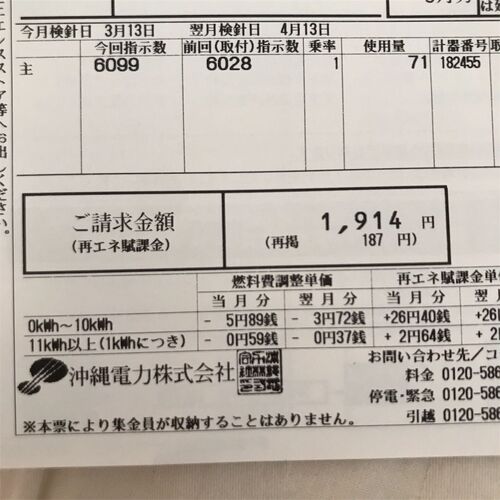 今月検針日 3月13日 翌月検針日 4月13日
今回指示数 前回(取付)指示数 乗率 使用量 計器番号 取
主 6099 6028 1 71 182455
ご請求金額 1,914 円
(再エネ賦課金) (再掲 187 円)
燃料費調整単価 再エネ賦課金単
当月分 翌月分 当月分
0kWh~10kWh - 5円89銭 - 3円72銭 +26円40銭 +26
11kWh以上(1kWhにつき) - 0円59銭 - 0円37銭 + 2円64銭 + 2
沖縄電力株式会社
お問い合わせ先/コ
料金 0120-586
停電・緊急 0120-586
引越 0120-586
※本票により集金員が収納することはありません。